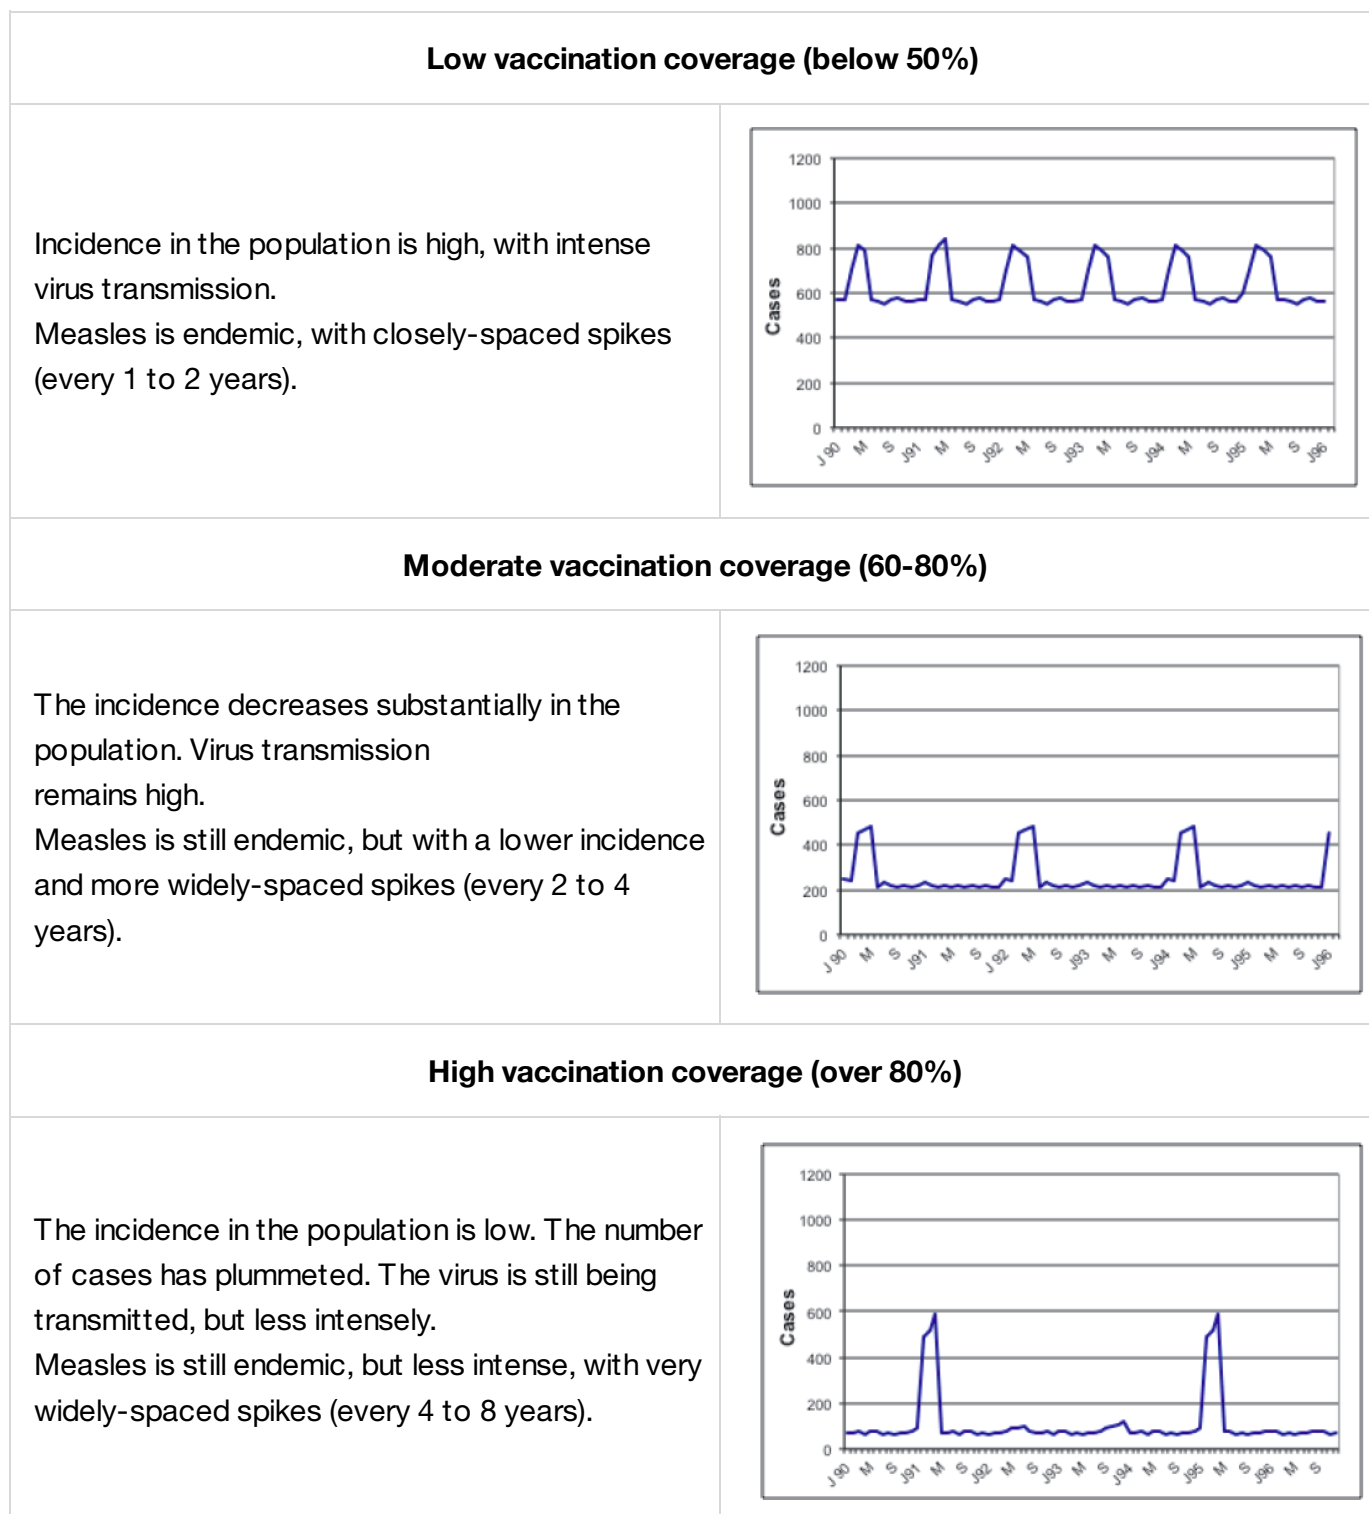 Low vaccination coverage (below 50%)
Incidence in the population is high, with intense
virus transmission.
Measles is endemic, with closely-spaced spikes
(every 1 to 2 years).
1200
1000
800
600
400
200
0
Cases
J 90 M S J91 M S J92 M S J93 M S J94 M S J95 M S J96
Moderate vaccination coverage (60-80%)
The incidence decreases substantially in the
population. Virus transmission
remains high.
Measles is still endemic, but with a lower incidence
and more widely-spaced spikes (every 2 to 4
years).
1200
1000
800
600
400
200
0
Cases
J 90 M S J91 M S J 92 M S J93 M S J94 M S J95 M S J96
High vaccination coverage (over 80%)
The incidence in the population is low. The number
of cases has plummeted. The virus is still being
transmitted, but less intensely.
Measles is still endemic, but less intense, with very
widely-spaced spikes (every 4 to 8 years).
1200
1000
800
600
400
200
0
Cases
J 90 M S J91 M S J92 M S J93 M S J94 M S J95 M S J96 M S